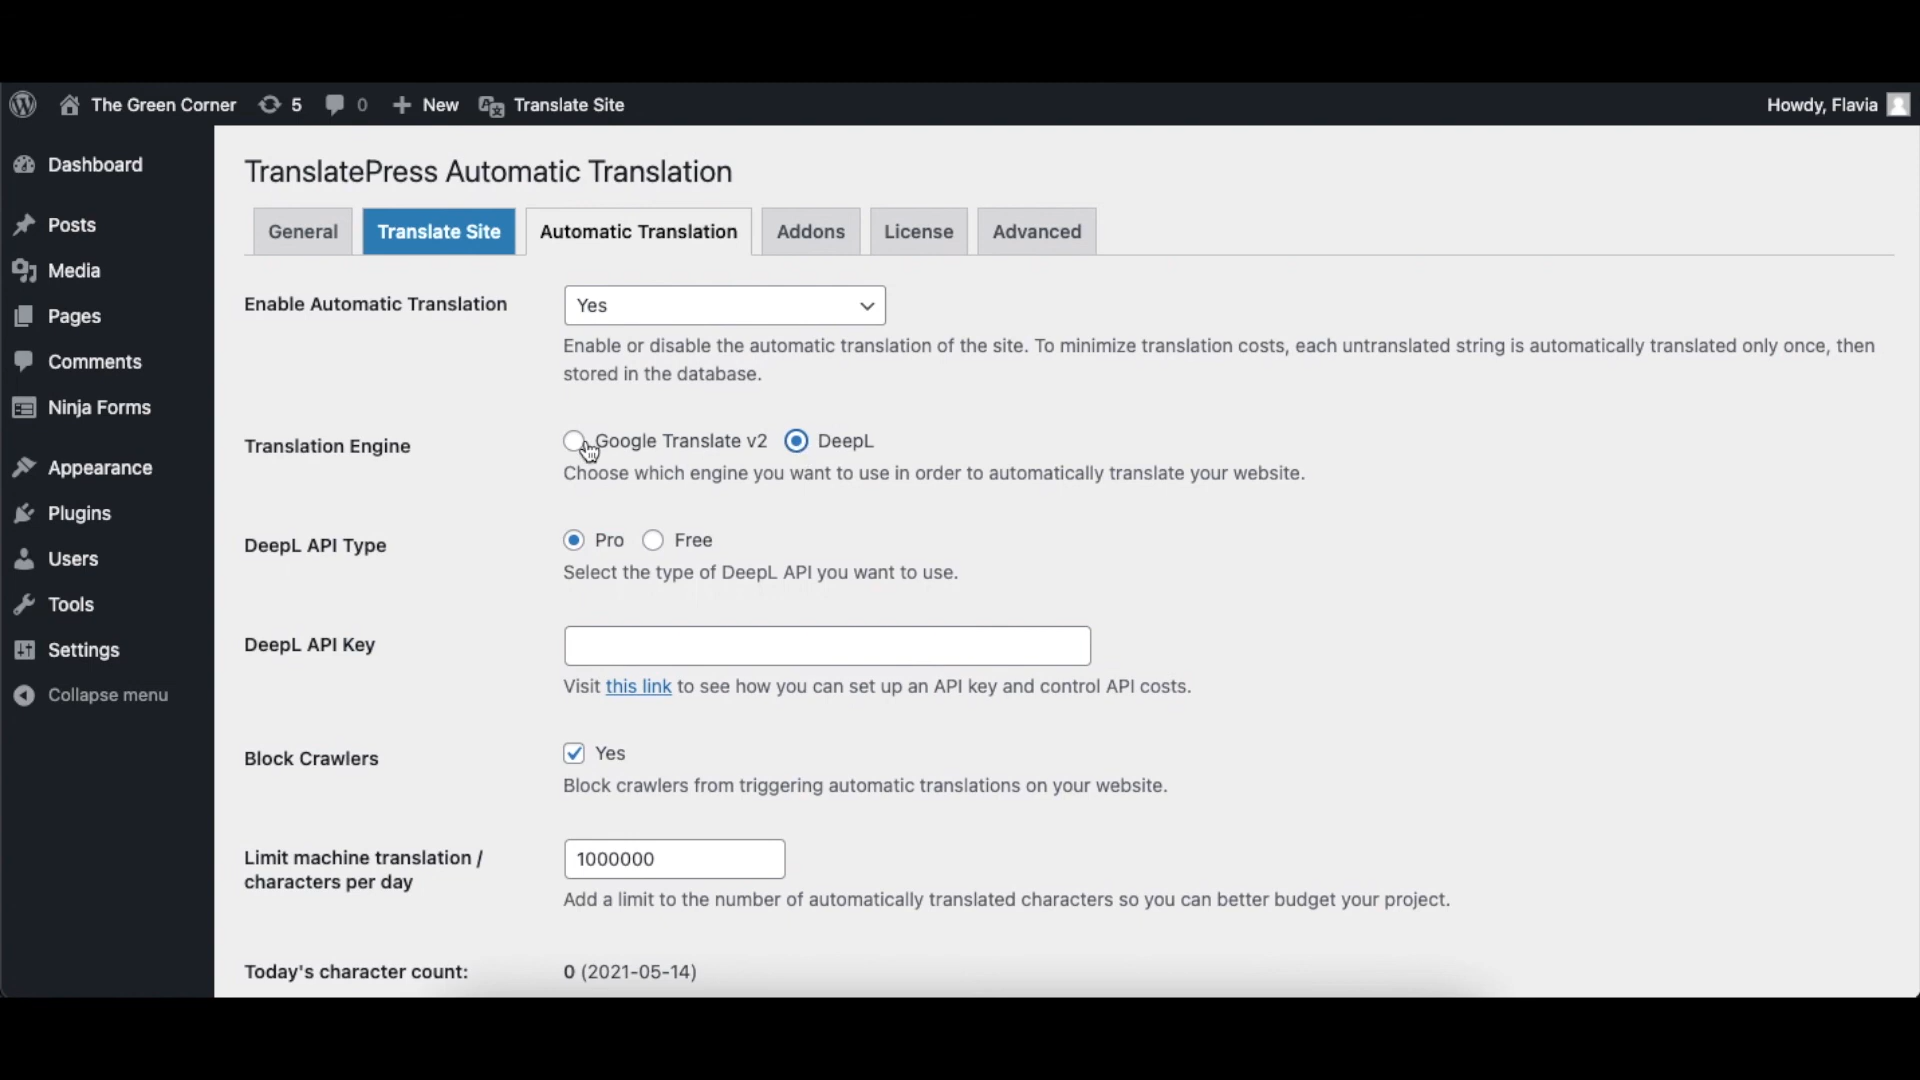 The Green Corner 5 0 New Translate Site Howdy, Flavia
Dashboard
Posts
Media
Pages
Comments
Ninja Forms
Appearance
Plugins
Users
Tools
Settings
Collapse menu
TranslatePress Automatic Translation
General Translate Site Automatic Translation Addons License Advanced
Enable Automatic Translation Yes
Enable or disable the automatic translation of the site. To minimize translation costs, each untranslated string is automatically translated only once, then
stored in the database.
Translation Engine Google Translate v2 DeepL
Choose which engine you want to use in order to automatically translate your website.
DeepL API Type Pro Free
Select the type of DeepL API you want to use.
DeepL API Key
Visit this link to see how you can set up an API key and control API costs.
Block Crawlers Yes
Block crawlers from triggering automatic translations on your website.
Limit machine translation /
characters per day
1000000
Add a limit to the number of automatically translated characters so you can better budget your project.
Today's character count: 0 (2021-05-14)